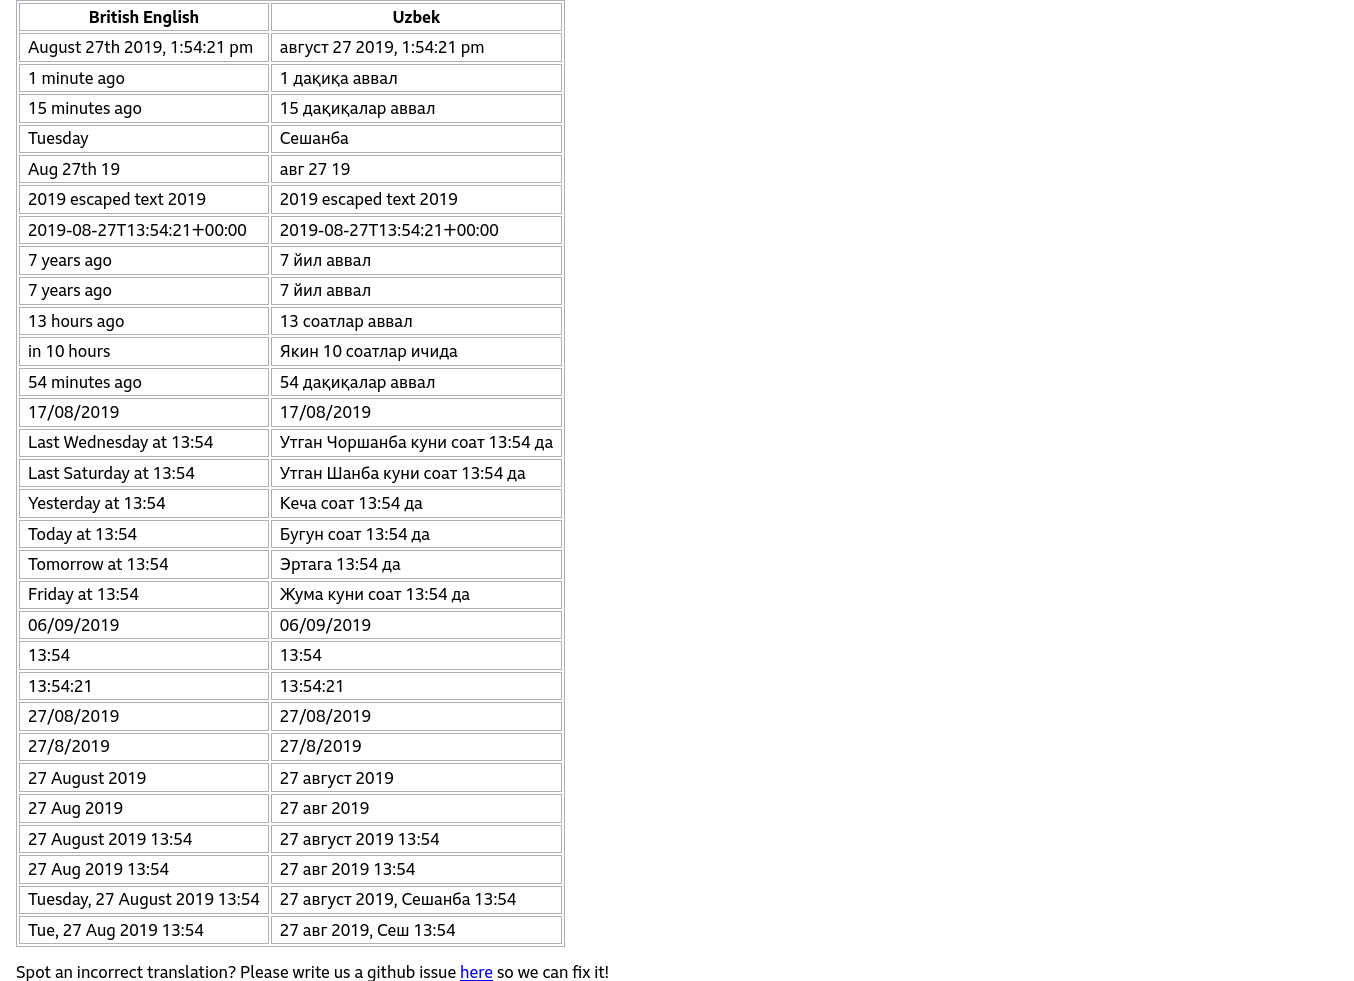 British English Uzbek
August 27th 2019, 1:54:21 pm август 27 2019, 1:54:21 pm
1 minute ago 1 дақиқа аввал
15 minutes ago 15 дақиқалар аввал
Tuesday Сешанба
Aug 27th 19 авг 27 19
2019 escaped text 2019 2019 escaped text 2019
2019-08-27T13:54:21+00:00 2019-08-27T13:54:21+00:00
7 years ago 7 йил аввал
7 years ago 7 йил аввал
13 hours ago 13 соатлар аввал
in 10 hours Якин 10 соатлар ичида
54 minutes ago 54 дақиқалар аввал
17/08/2019 17/08/2019
Last Wednesday at 13:54 Утган Чоршанба куни соат 13:54 да
Last Saturday at 13:54 Утган Шанба куни соат 13:54 да
Yesterday at 13:54 Кеча соат 13:54 да
Today at 13:54 Бугун соат 13:54 да
Tomorrow at 13:54 Эртага 13:54 да
Friday at 13:54 Жума куни соат 13:54 да
06/09/2019 06/09/2019
13:54 13:54
13:54:21 13:54:21
27/08/2019 27/08/2019
27/8/2019 27/8/2019
27 August 2019 27 август 2019
27 Aug 2019 27 авг 2019
27 August 2019 13:54 27 август 2019 13:54
27 Aug 2019 13:54 27 авг 2019 13:54
Tuesday, 27 August 2019 13:54 27 август 2019, Сешанба 13:54
Tue, 27 Aug 2019 13:54 27 авг 2019, Сеш 13:54
Spot an incorrect translation? Please write us a github issue here so we can fix it!